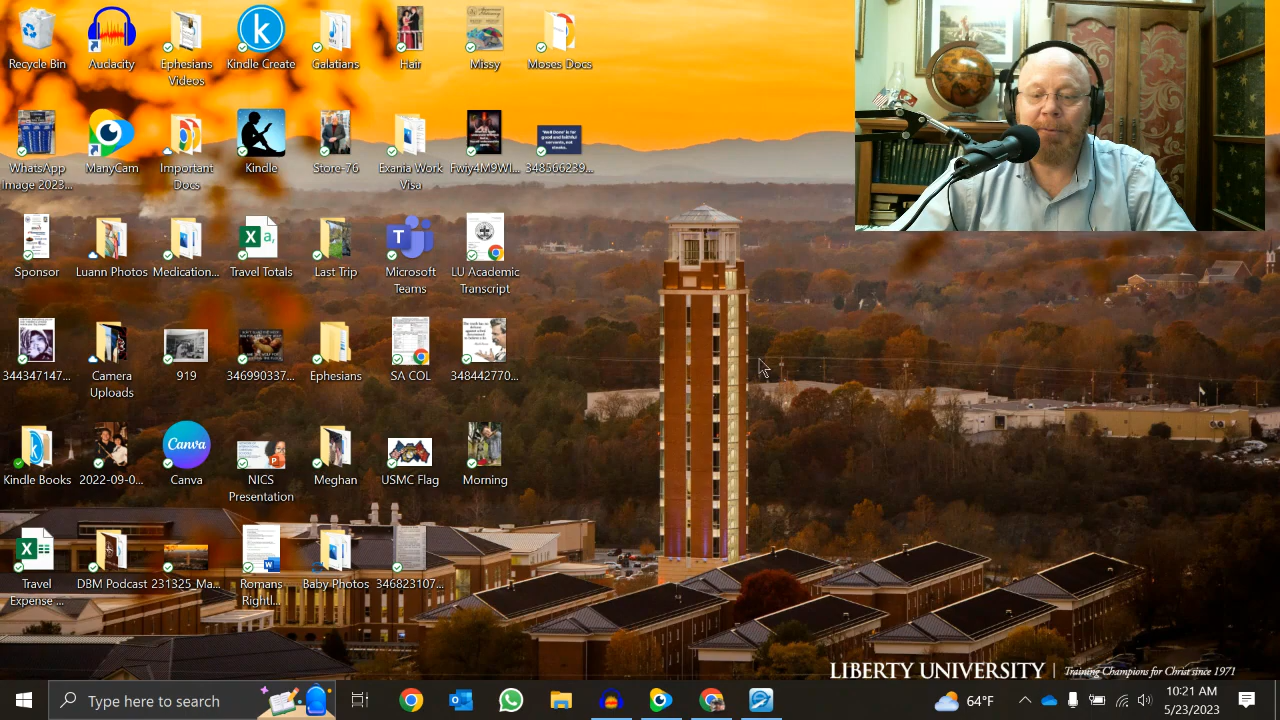 Recycle Bin
Audacity
Ephesians
Videos
Kindle Create
Galatians
Hair
Missy
Moses Docs
WhatsApp
Image 2023...
ManyCam
Important
Docs
Kindle
Store-76
Exania Work
Visa
Fwiy4M9WI...
348366239...
Sponsor
Luann Photos
Medication...
Travel Totals
Last Trip
Microsoft
Teams
LU Academic
Transcript
344347147...
Camera
Uploads
919
346990337...
Ephesians
SA COL
348442770...
Kindle Books
2022-09-0...
Canva
Canva
NICS
Presentation
Meghan
USMC Flag
Morning
Travel
Expense ...
DBM Podcast
231325_Ma...
Romans
Rightl...
Baby Photos
346823107...
LIBERTY UNIVERSITY | Training Champions for Christ since 1971
Type here to search
64°F
10:21 AM
5/23/2023